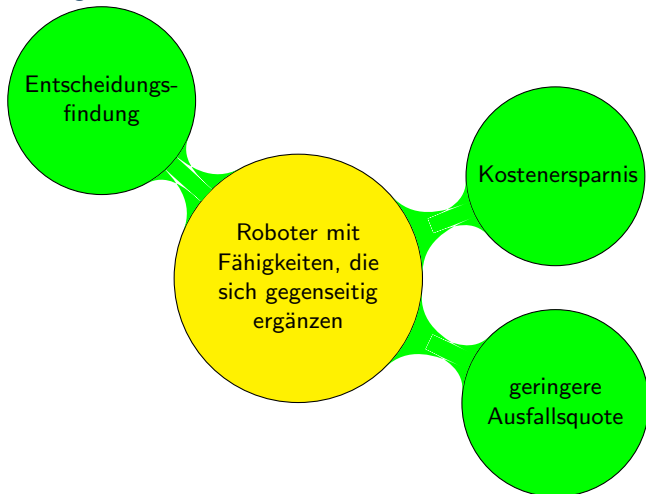 Entscheidungs-
findung
Kostenersparnis
Roboter mit
Fähigkeiten, die
sich gegenseitig
ergänzen
geringere
Ausfallsquote